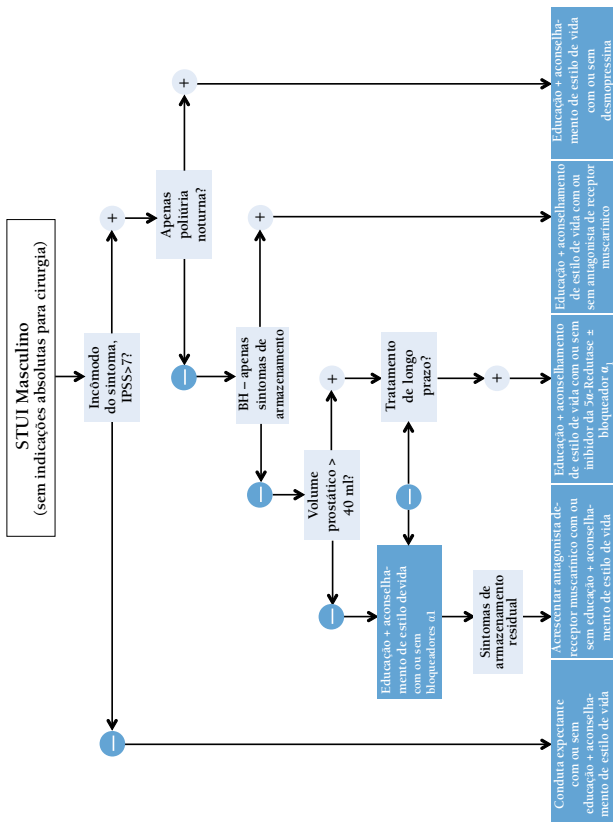 STUI Masculino
(sem indicações absolutas para cirurgia)
Incômodo
do sintoma,
IPSS>7?
−
+
Apenas
poliúria
noturna?
−
+
BH – apenas
sintomas de
armazenamento
−
+
Volume
prostático >
40 ml?
−
+
Educação + aconselha-
mento de estilo devida
com ou sem
bloqueadores α1
−
Tratamento
de longo
prazo?
+
Sintomas de
armazenamento
residual
Conduta expectante
com ou sem
educação + aconselha-
mento de estilo de vida
Acrescentar antagonista de-
receptor muscarínico com ou
sem educação + aconselha-
mento de estilo de vida
Educação + aconselhamento
de estilo de vida com ou sem
inibidor da 5α-Redutase ±
bloqueador α1
Educação + aconselhamento
de estilo de vida com ou
sem antagonista de receptor
muscarínico
Educação + aconselha-
mento de estilo de vida
com ou sem
desmopressina